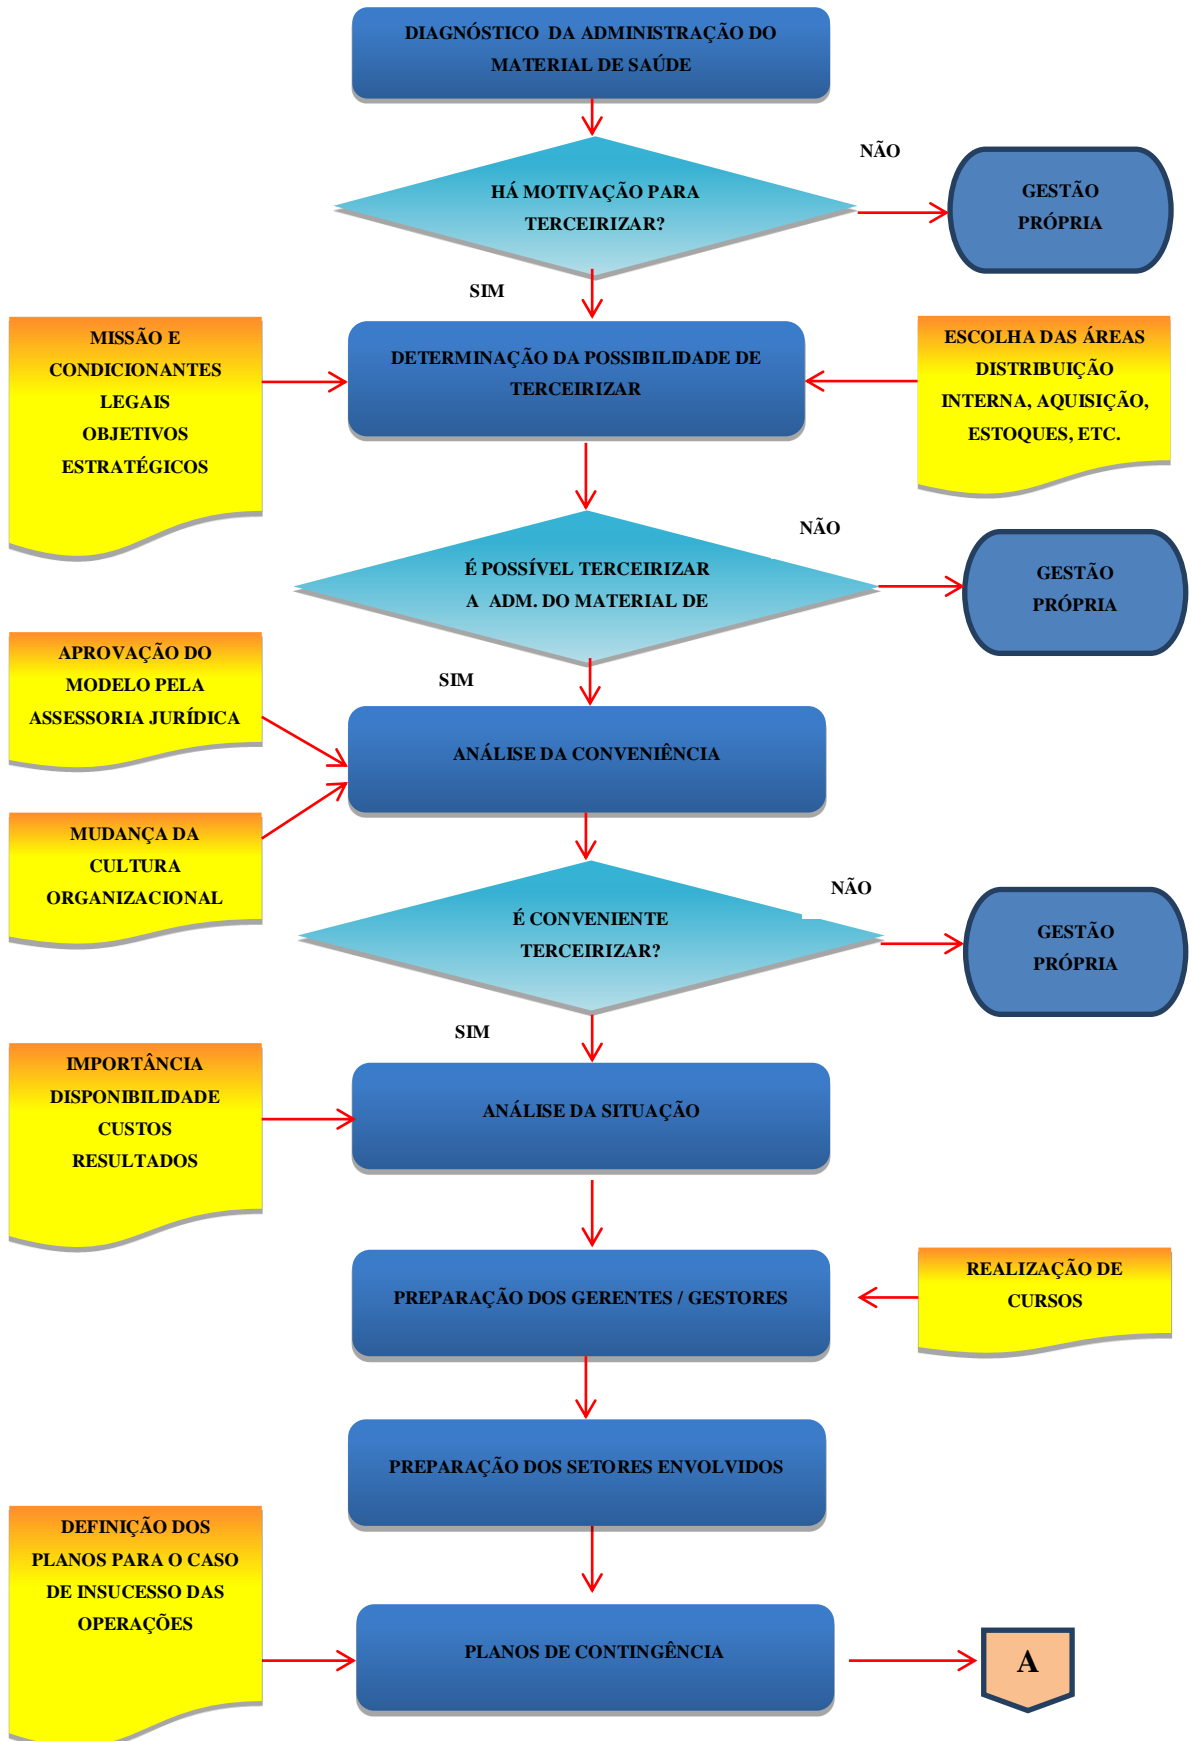 DIAGNÓSTICO DA ADMINISTRAÇÃO DO
MATERIAL DE SAÚDE
NÃO
HÁ MOTIVAÇÃO PARA
TERCEIRIZAR?
GESTÃO
PRÓPRIA
SIM
MISSÃO E
CONDICIONANTES
LEGAIS
OBJETIVOS
ESTRATÉGICOS
DETERMINAÇÃO DA POSSIBILIDADE DE
TERCEIRIZAR
ESCOLHA DAS ÁREAS
DISTRIBUIÇÃO
INTERNA, AQUISIÇÃO,
ESTOQUES, ETC.
NÃO
É POSSÍVEL TERCEIRIZAR
A ADM. DO MATERIAL DE
GESTÃO
PRÓPRIA
SIM
APROVAÇÃO DO
MODELO PELA
ASSESSORIA JURÍDICA
ANÁLISE DA CONVENIÊNCIA
MUDANÇA DA
CULTURA
ORGANIZACIONAL
NÃO
É CONVENIENTE
TERCEIRIZAR?
GESTÃO
PRÓPRIA
SIM
IMPORTÂNCIA
DISPONIBILIDADE
CUSTOS
RESULTADOS
ANÁLISE DA SITUAÇÃO
PREPARAÇÃO DOS GERENTES / GESTORES
REALIZAÇÃO DE
CURSOS
PREPARAÇÃO DOS SETORES ENVOLVIDOS
DEFINIÇÃO DOS
PLANOS PARA O CASO
DE INSUCESSO DAS
OPERAÇÕES
PLANOS DE CONTINGÊNCIA
A